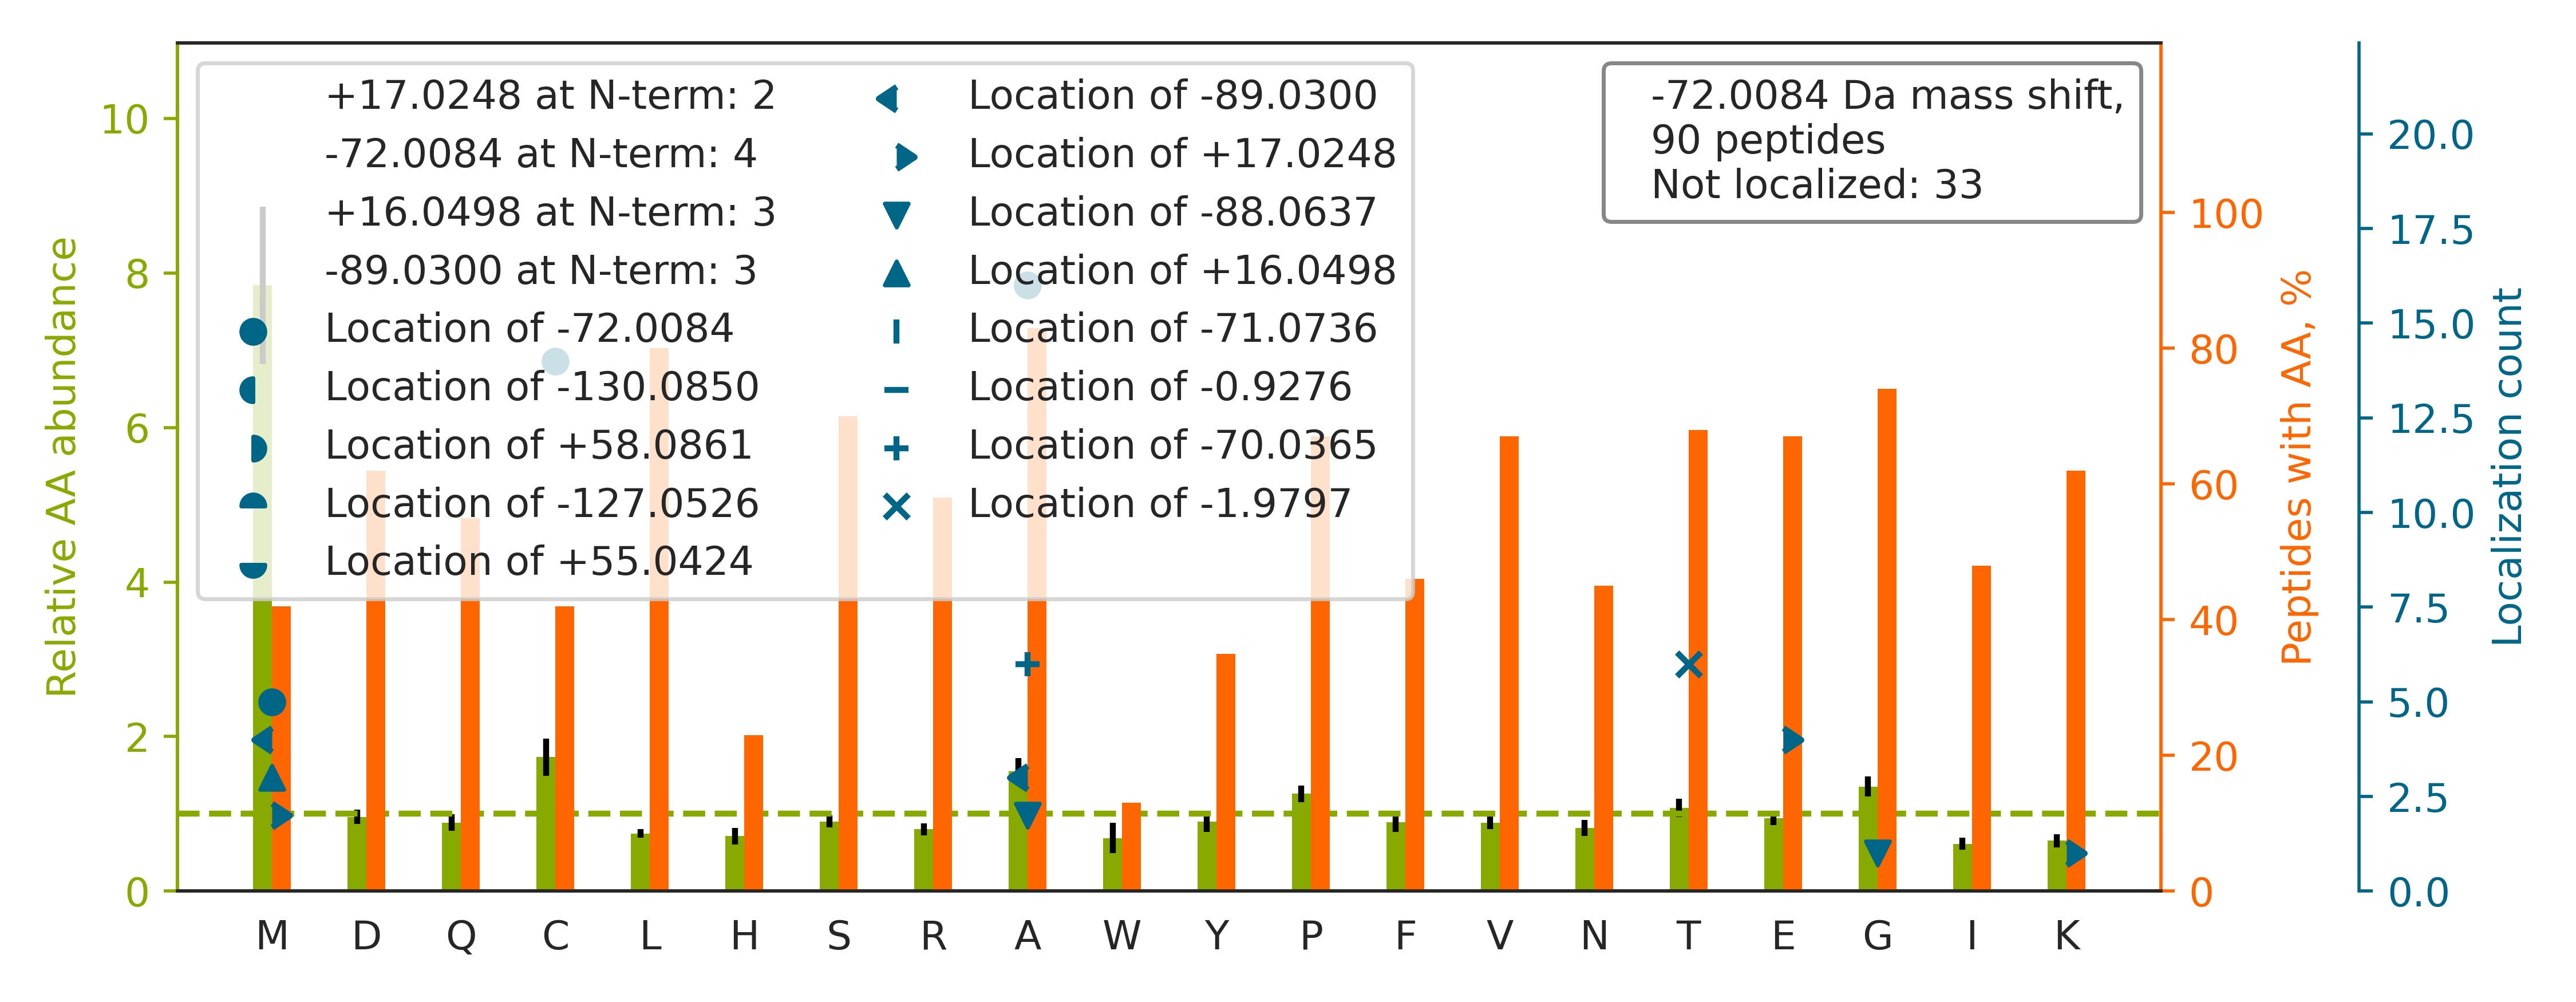 +17.0248 at N-term: 2
-72.0084 at N-term: 4
+16.0498 at N-term: 3
-89.0300 at N-term: 3
Location of -72.0084
Location of -130.0850
Location of +58.0861
Location of -127.0526
Location of +55.0424
Location of -89.0300
Location of +17.0248
Location of -88.0637
Location of +16.0498
Location of -71.0736
Location of -0.9276
Location of -70.0365
Location of -1.9797
-72.0084 Da mass shift,
90 peptides
Not localized: 33
Relative AA abundance
10
8
6
4
2
0
M D Q C L H S R A W Y P F V N T E G I K
100
80
60
40
20
0
Peptides with AA, %
20.0
17.5
15.0
12.5
10.0
7.5
5.0
2.5
0.0
Localization count